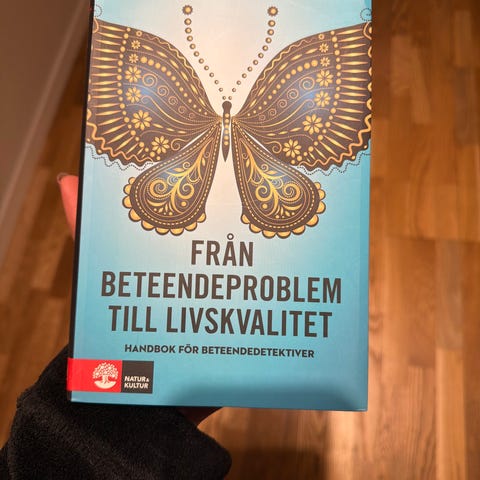 FRÅN
BETEENDEPROBLEM
TILL LIVSKVALITET
HANDBOK FÖR BETEENDEDETEKTIVER
NATUR &
KULTUR